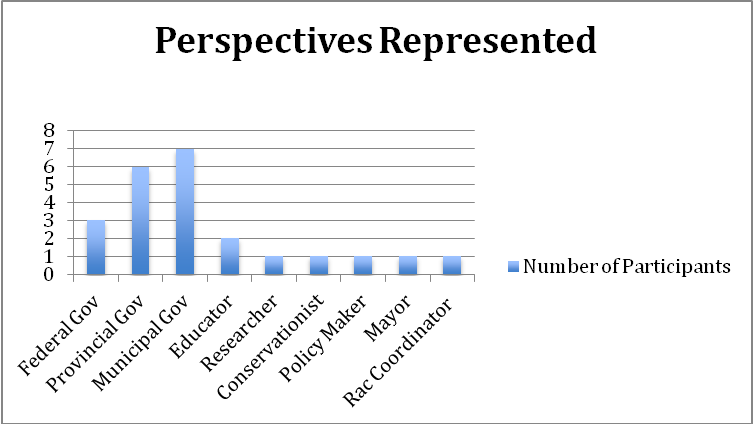 Perspectives Represented
8
7
6
5
4
3
2
1
0
Federal Gov
Provincial Gov
Municipal Gov
Educator
Researcher
Conservationist
Policy Maker
Mayor
Rac Coordinator
Number of Participants